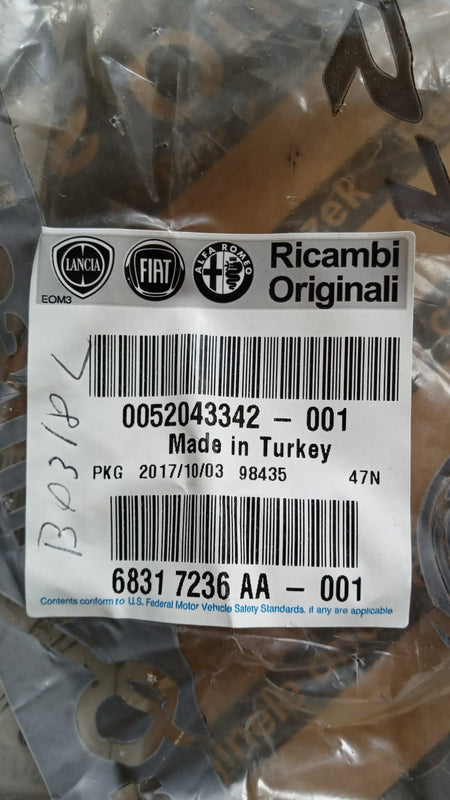 LANCIA
FIAT
ALFA ROMEO
Ricambi
Originali
EOM3
0052043342 - 001
Made in Turkey
PKG 2017/10/03 98435 47N
6831 7236 AA - 001
Contents conform to U.S. Federal Motor Vehicle Safety Standards. if any are applicable